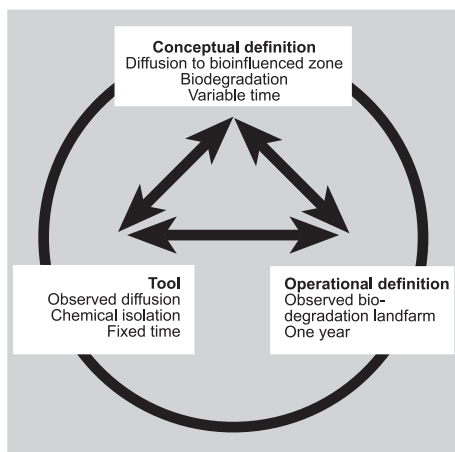 Conceptual definition
Diffusion to bioinfluenced zone
Biodegradation
Variable time
Tool
Observed diffusion
Chemical isolation
Fixed time
Operational definition
Observed bio-
degradation landfarm
One year